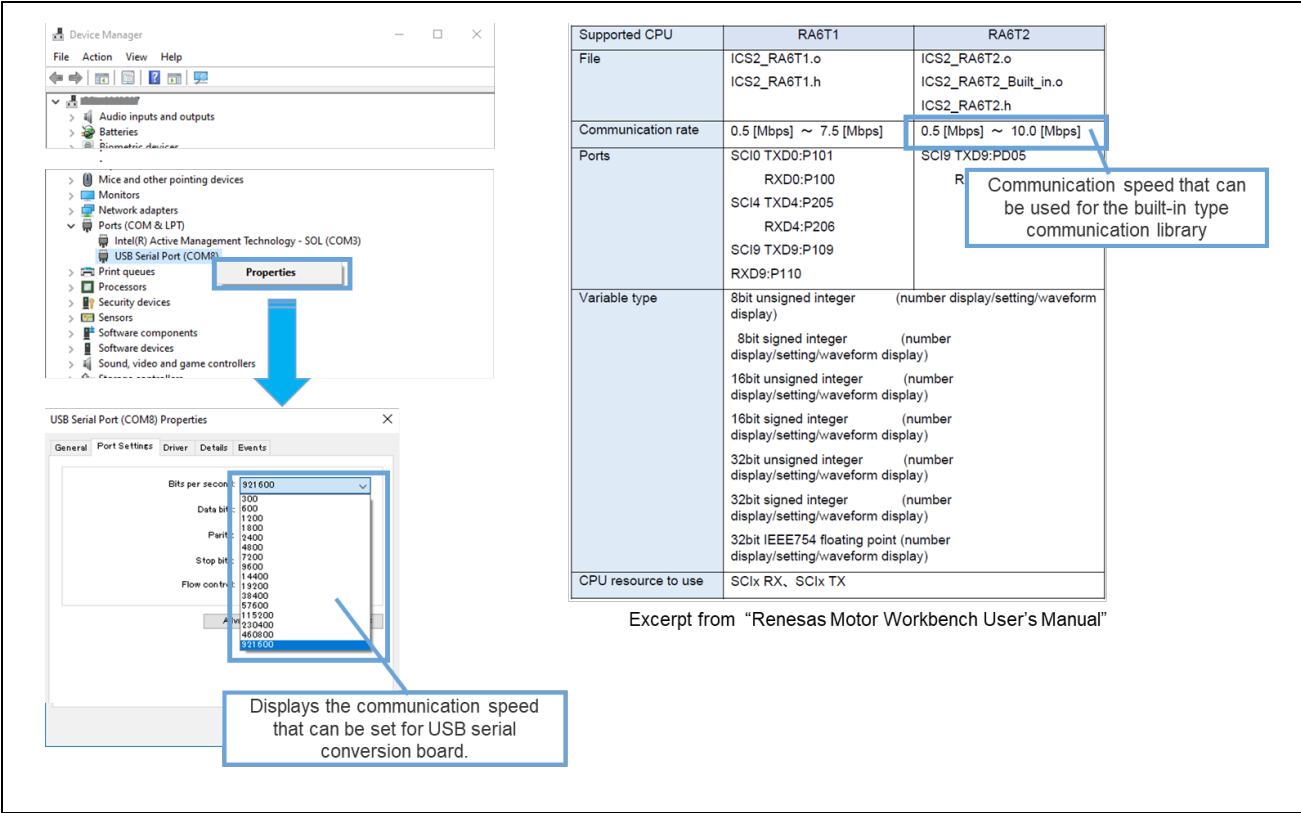 Device Manager
File Action View Help
Audio inputs and outputs
Batteries
Biometric devices
Mice and other pointing devices
Monitors
Network adapters
Ports (COM & LPT)
Intel(R) Active Management Technology - SOL (COM3)
USB Serial Port (COM8)
Properties
Print queues
Processors
Security devices
Sensors
Software components
Software devices
Sound, video and game controllers
Storage controllers
USB Serial Port (COM8) Properties
General Port Settings Driver Details Events
Bits per second: 921600
300
Data bits: 600
1200
1800
Parity: 2400
4800
Stop bits: 7200
9600
14400
Flow control: 19200
38400
57600
115200
230400
460800
921600
Displays the communication speed
that can be set for USB serial
conversion board.
Supported CPU RA6T1 RA6T2
File ICS2_RA6T1.o ICS2_RA6T2.o
ICS2_RA6T1.h ICS2_RA6T2_Built_in.o
ICS2_RA6T2.h
Communication rate 0.5 [Mbps] ～ 7.5 [Mbps] 0.5 [Mbps] ～ 10.0 [Mbps]
Ports SCI0 TXD0:P101 SCI9 TXD9:PD05
RXD0:P100 R
SCI4 TXD4:P205
RXD4:P206
SCI9 TXD9:P109
RXD9:P110
Communication speed that can
be used for the built-in type
communication library
Variable type 8bit unsigned integer (number display/setting/waveform
display)
8bit signed integer (number
display/setting/waveform display)
16bit unsigned integer (number
display/setting/waveform display)
16bit signed integer (number
display/setting/waveform display)
32bit unsigned integer (number
display/setting/waveform display)
32bit signed integer (number
display/setting/waveform display)
32bit IEEE754 floating point (number
display/setting/waveform display)
CPU resource to use SCIx RX、SCIx TX
Excerpt from “Renesas Motor Workbench User’s Manual”